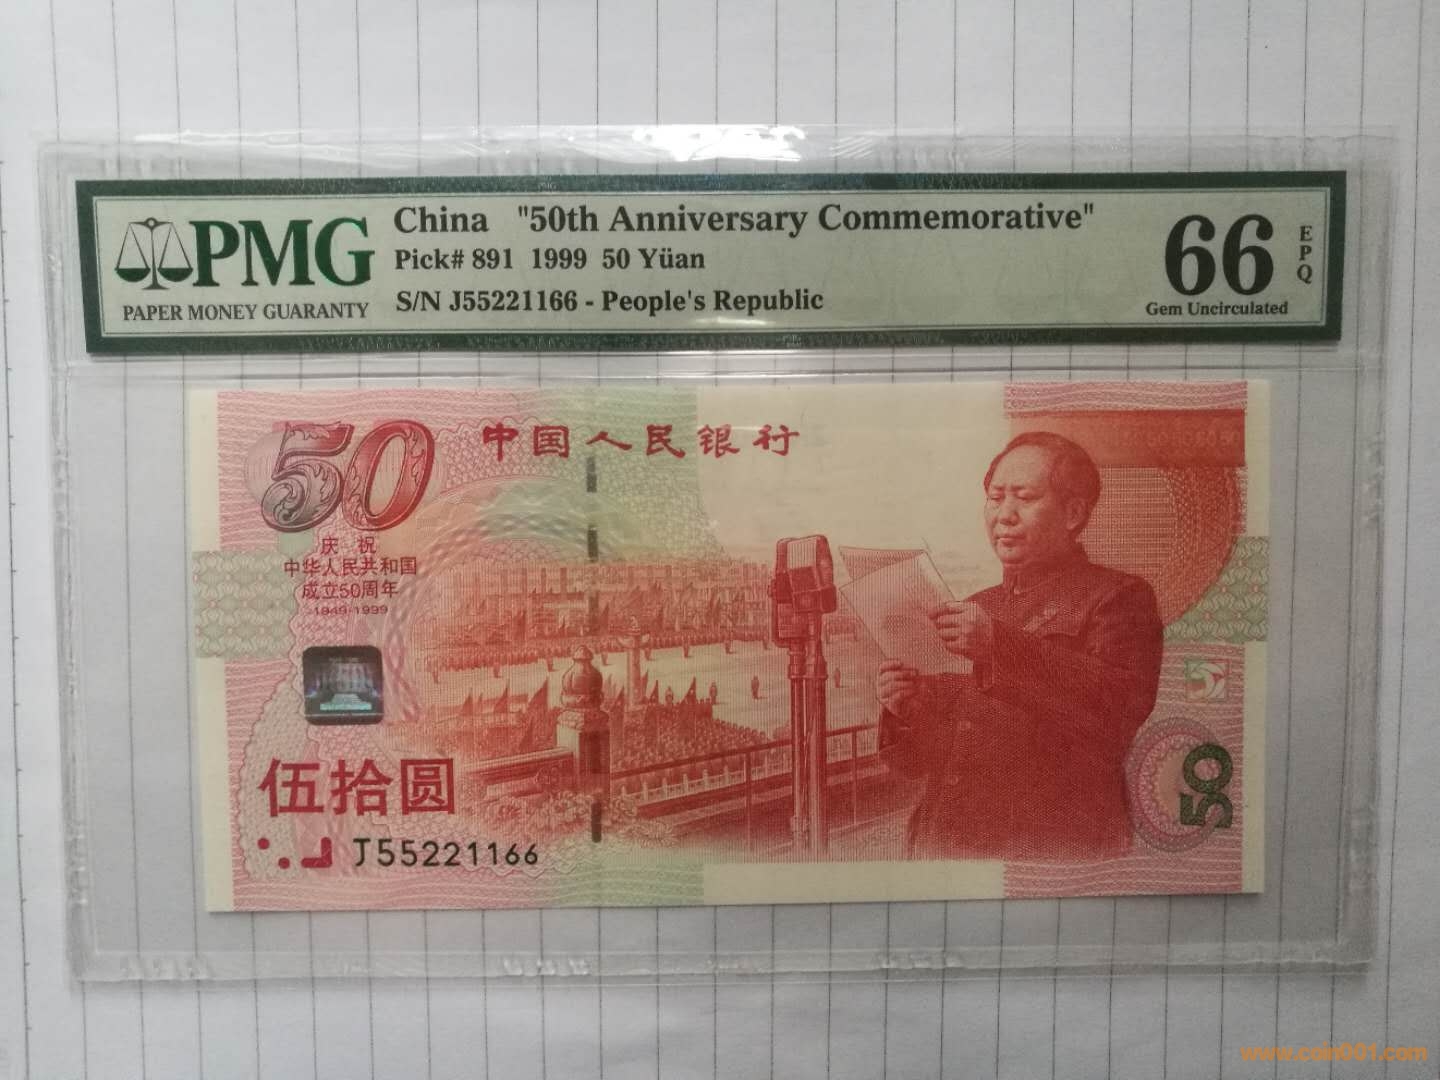 PMG
PAPER MONEY GUARANTY
China "50th Anniversary Commemorative"
Pick# 891 1999 50 Yüan
S/N J55221166 - People's Republic
66
EPQ
Gem Uncirculated
50
中国人民银行
庆祝
中华人民共和国
成立50周年
1949-1999
伍拾圆
J55221166
50
www.coin001.com